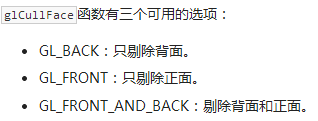 glCullFace函数有三个可用的选项：
• GL_BACK：只剔除背面。
• GL_FRONT：只剔除正面。
• GL_FRONT_AND_BACK：剔除背面和正面。